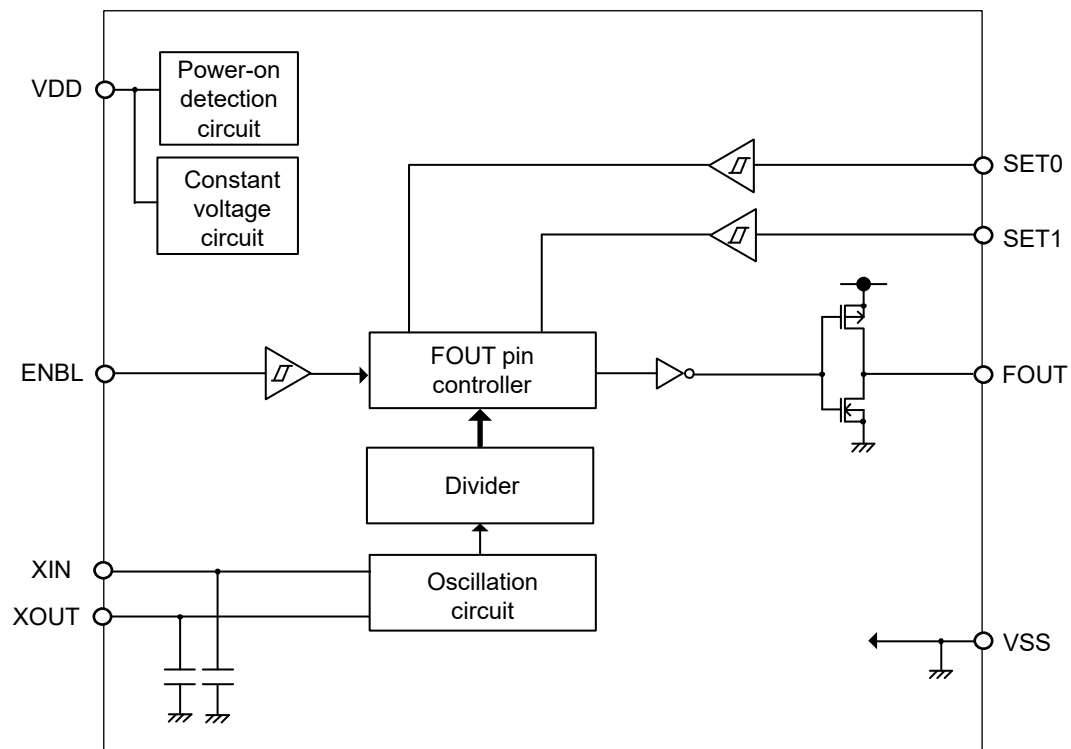 VDD
Power-on
detection
circuit
Constant
voltage
circuit
SET0
SET1
ENBL
FOUT pin
controller
FOUT
Divider
XIN
XOUT
Oscillation
circuit
VSS